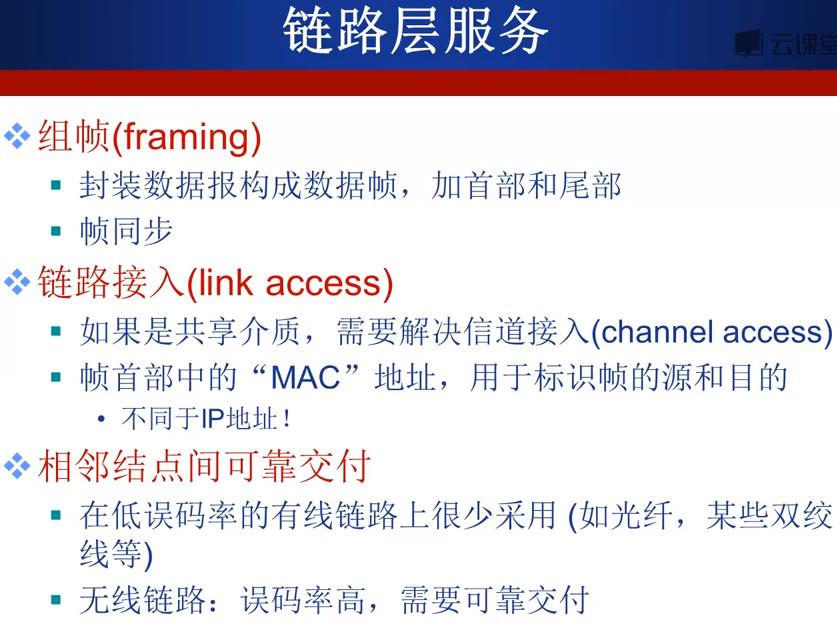 链路层服务
云课堂
组帧(framing)
封装数据报构成数据帧，加首部和尾部
帧同步
链路接入(link access)
如果是共享介质，需要解决信道接入(channel access)
帧首部中的“MAC”地址，用于标识帧的源和目的
不同于IP地址！
相邻结点间可靠交付
在低误码率的有线链路上很少采用 (如光纤，某些双绞
线等)
无线链路：误码率高，需要可靠交付